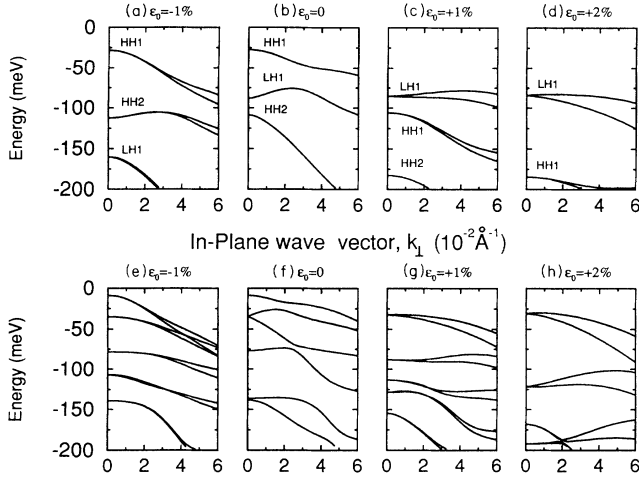 (a) ε₀=-1% (b) ε₀=0 (c) ε₀=+1% (d) ε₀=+2%
0
-50
-100
-150
-200
Energy (meV)
HH1
HH2
LH1
HH1
LH1
HH2
LH1
HH1
HH2
LH1
HH1
0 2 4 6 0 2 4 6 0 2 4 6 0 2 4 6
In-Plane wave vector, k⊥ (10⁻²Å⁻¹)
(e) ε₀=-1% (f) ε₀=0 (g) ε₀=+1% (h) ε₀=+2%
0
-50
-100
-150
-200
Energy (meV)
0 2 4 6 0 2 4 6 0 2 4 6 0 2 4 6